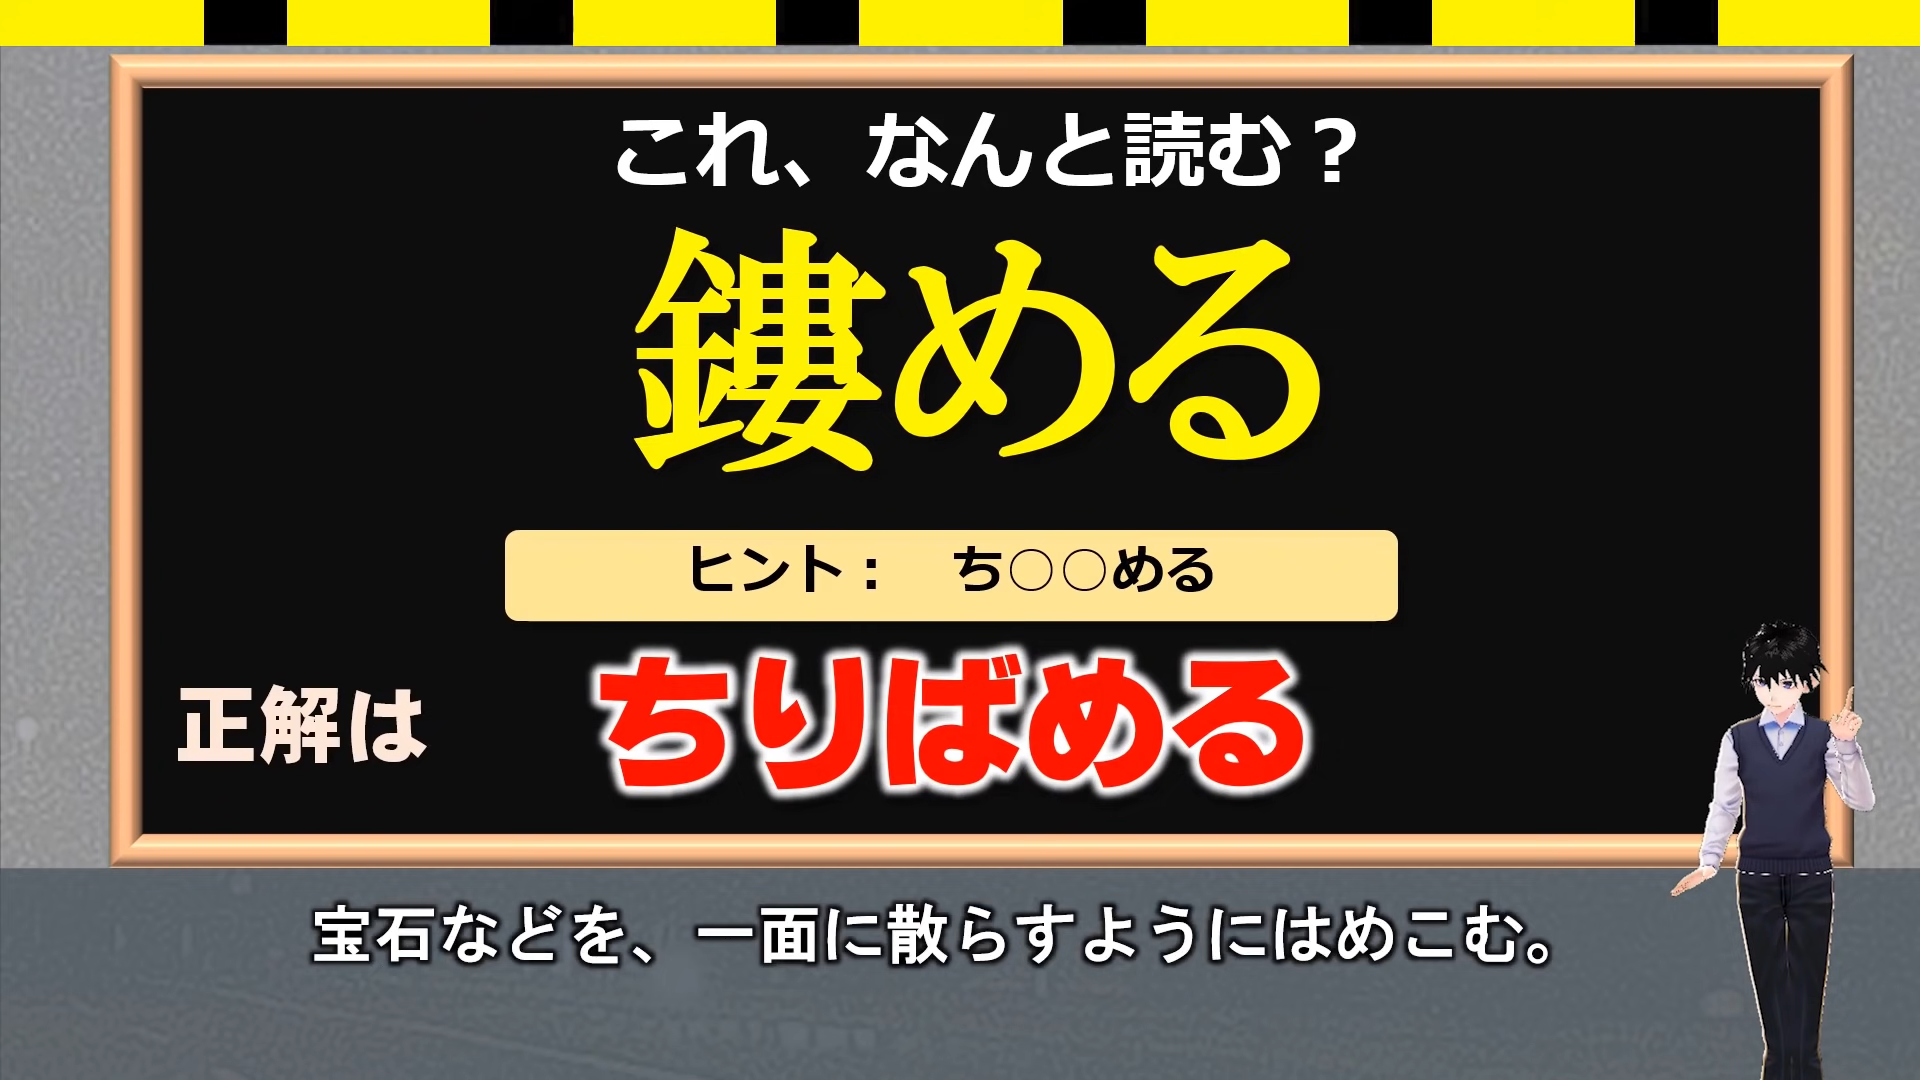 これ、なんと読む？
鏤める
ヒント：　ち○○める
正解は　ちりばめる
宝石などを、一面に散らすようにはめこむ。